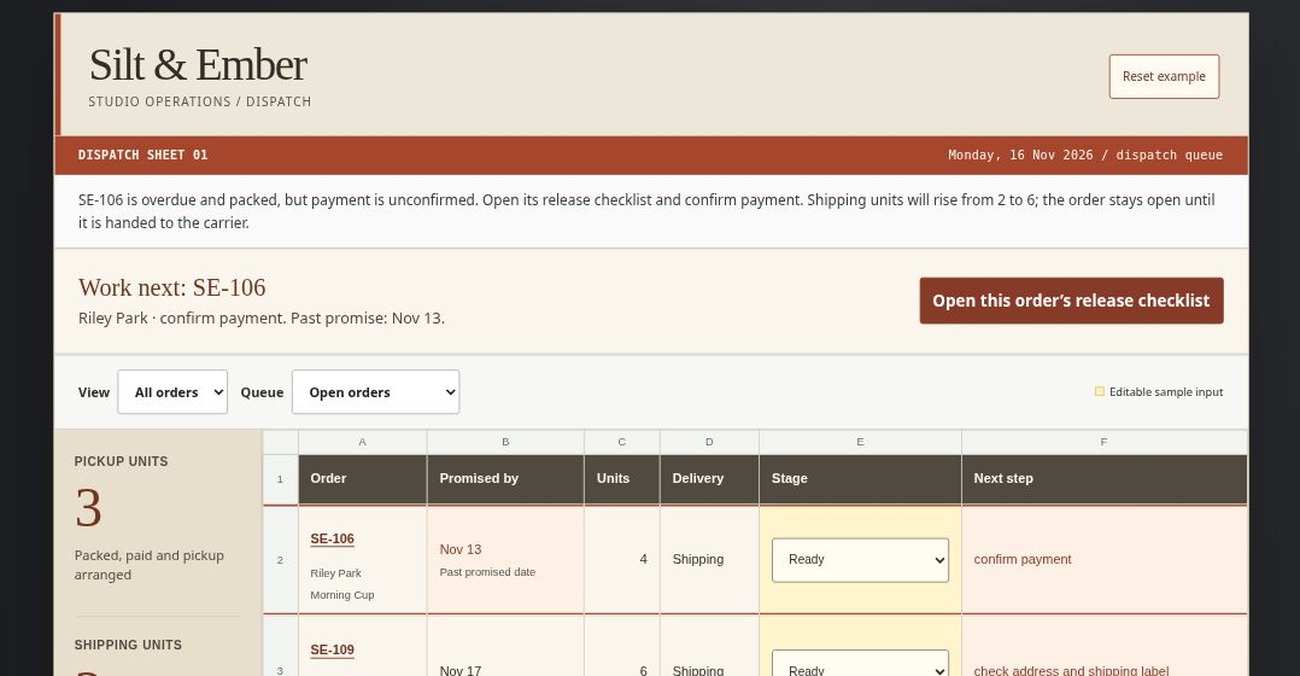 Silt & Ember
STUDIO OPERATIONS / DISPATCH
Reset example
DISPATCH SHEET 01
Monday, 16 Nov 2026 / dispatch queue
SE-106 is overdue and packed, but payment is unconfirmed. Open its release checklist and confirm payment. Shipping units will rise from 2 to 6; the order stays open until
it is handed to the carrier.
Work next: SE-106
Riley Park · confirm payment. Past promise: Nov 13.
Open this order’s release checklist
View All orders Queue Open orders
Editable sample input
PICKUP UNITS
3
Packed, paid and pickup
arranged
SHIPPING UNITS
A B C D E F
1 Order Promised by Units Delivery Stage Next step
2 SE-106 Nov 13 4 Shipping Ready confirm payment
Past promised date
Riley Park
Morning Cup
SE-109
3 Nov 17 6 Shipping Ready check address and shipping label